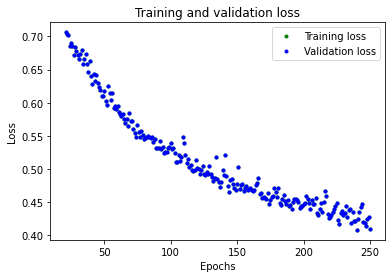 Training and validation loss
Training loss
Validation loss
0.70
0.65
0.60
0.55
0.50
0.45
0.40
Loss
50
100
150
200
250
Epochs